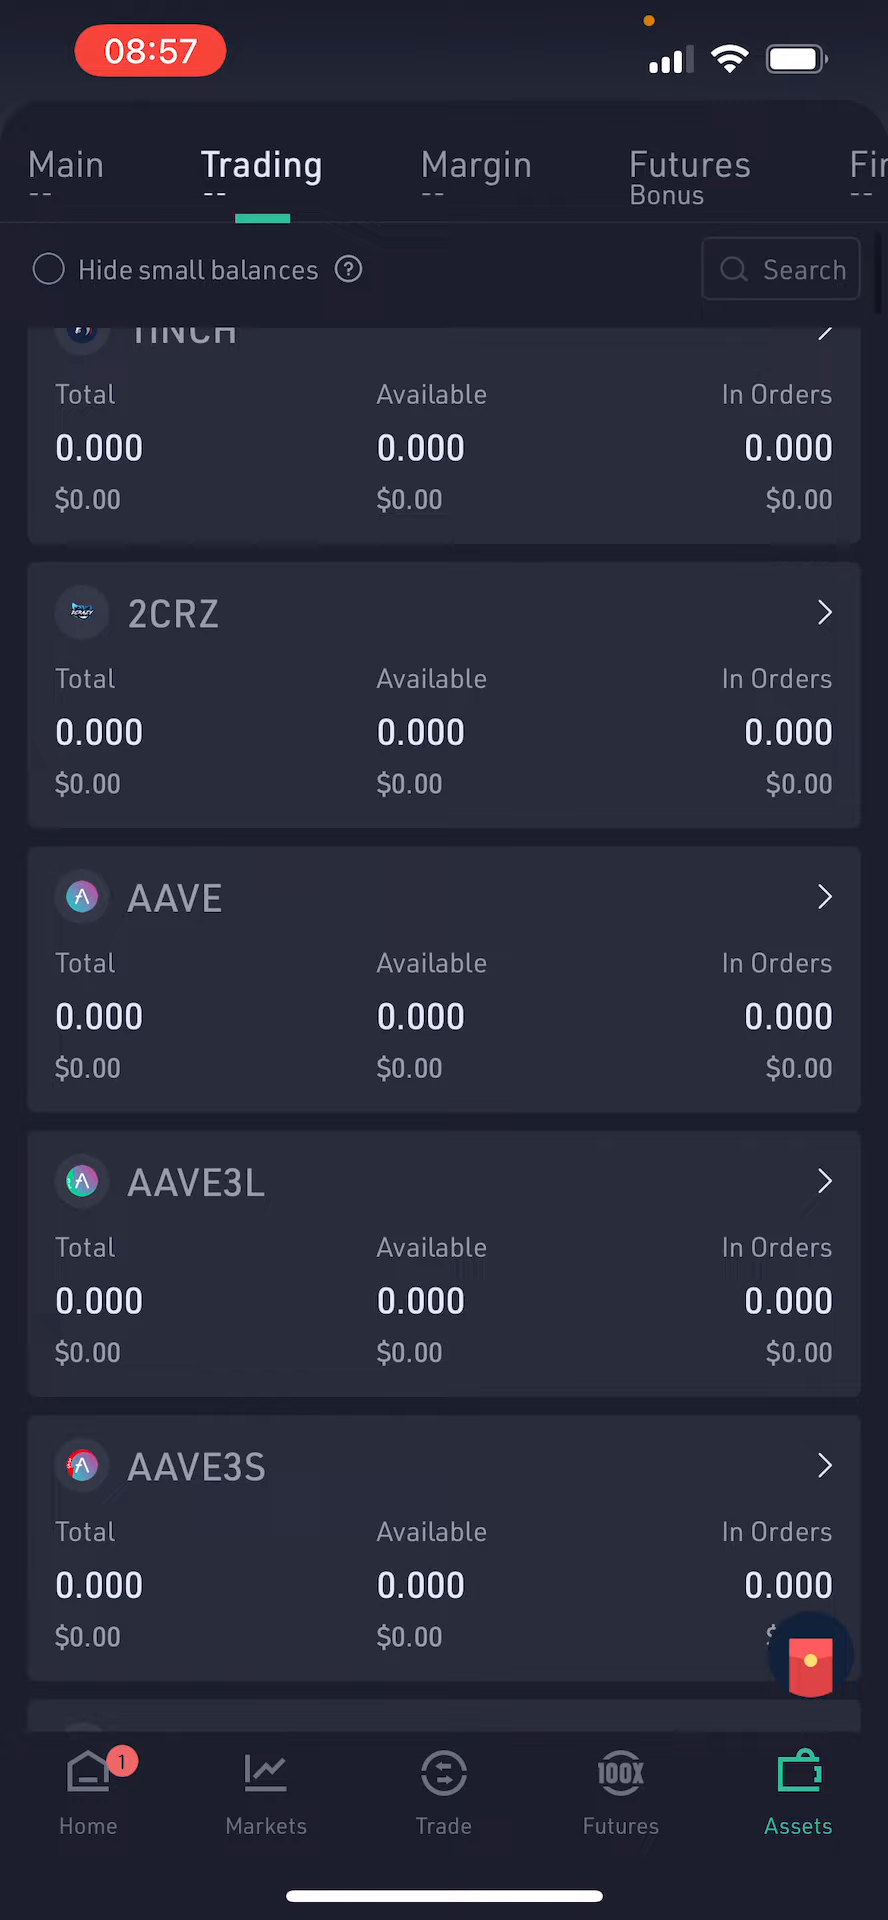 08:57
Main Trading Margin Futures Fin
-- -- -- Bonus --
Hide small balances ? Search
1INCH
Total Available In Orders
0.000 0.000 0.000
$0.00 $0.00 $0.00
2CRZ
Total Available In Orders
0.000 0.000 0.000
$0.00 $0.00 $0.00
AAVE
Total Available In Orders
0.000 0.000 0.000
$0.00 $0.00 $0.00
AAVE3L
Total Available In Orders
0.000 0.000 0.000
$0.00 $0.00 $0.00
AAVE3S
Total Available In Orders
0.000 0.000 0.000
$0.00 $0.00 $
1
100X
Home Markets Trade Futures Assets